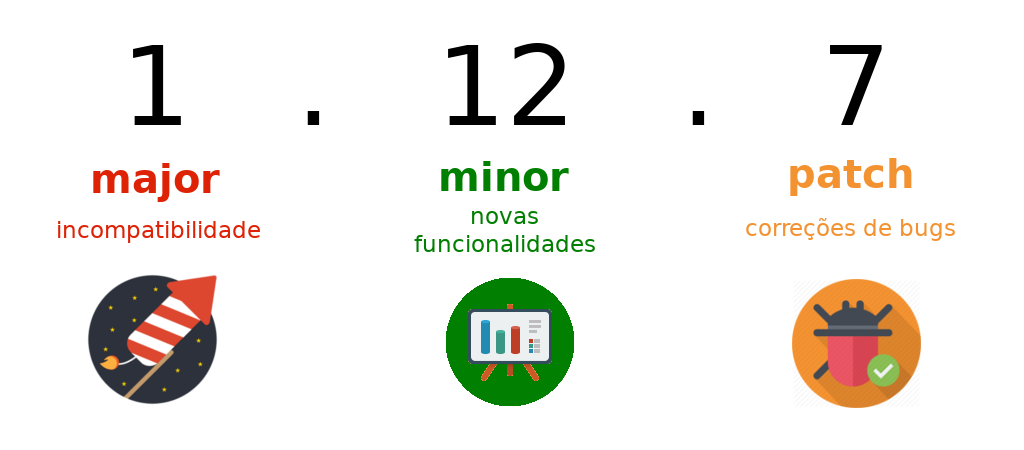 1 . 12 . 7
major
minor
patch
incompatibilidade
novas
funcionalidades
correções de bugs